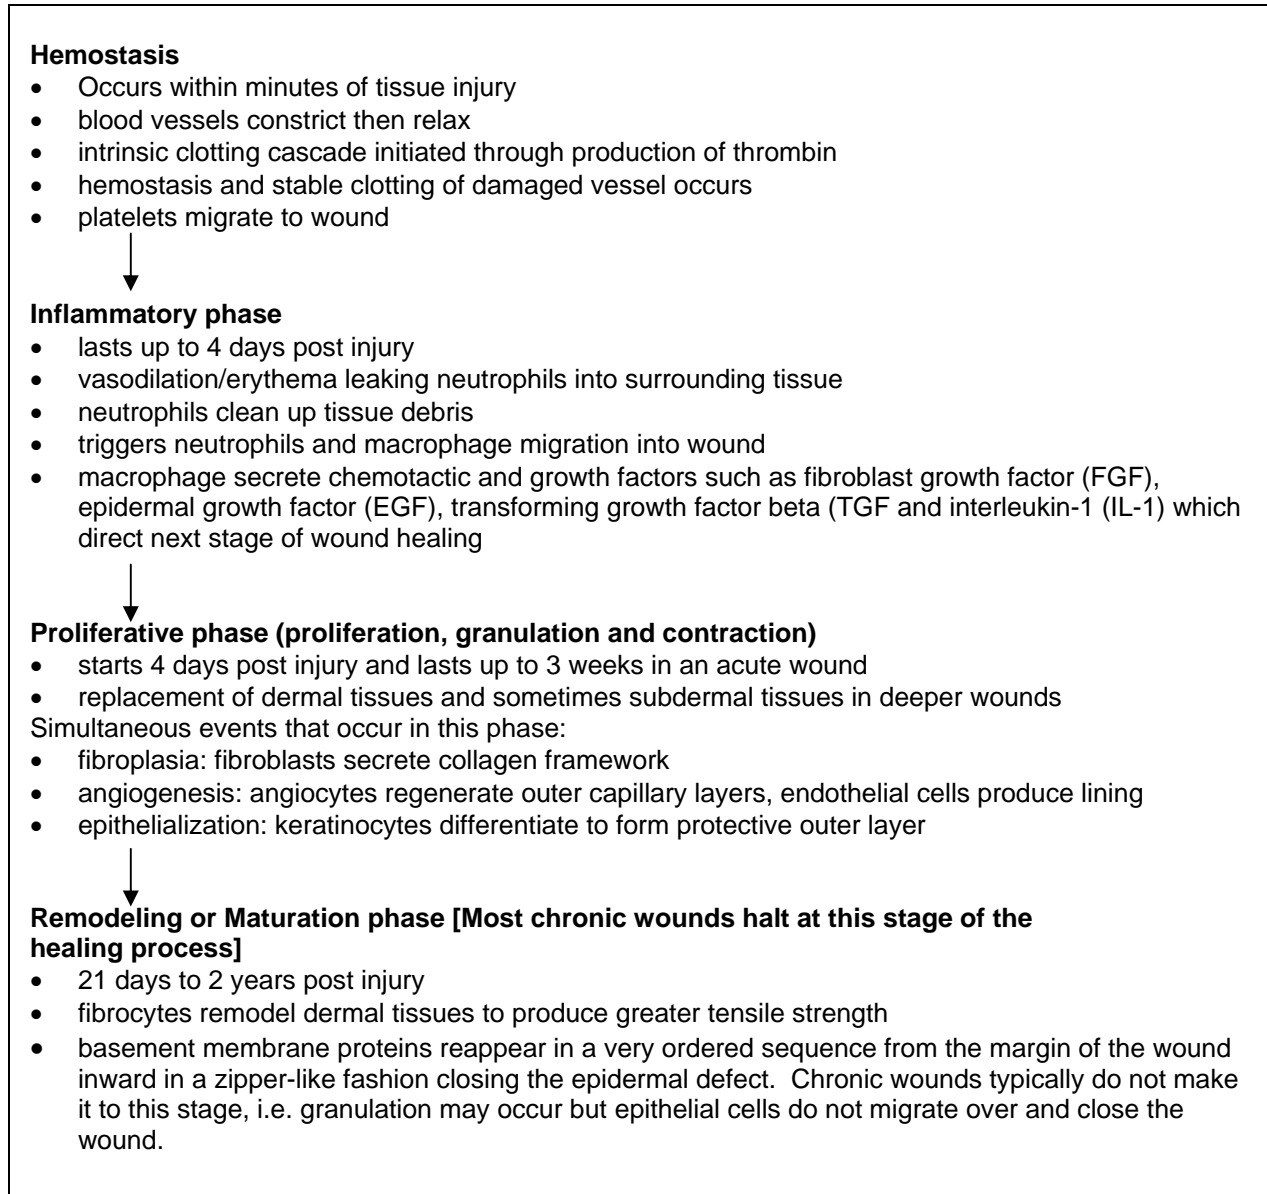 Hemostasis
• Occurs within minutes of tissue injury
• blood vessels constrict then relax
• intrinsic clotting cascade initiated through production of thrombin
• hemostasis and stable clotting of damaged vessel occurs
• platelets migrate to wound
Inflammatory phase
• lasts up to 4 days post injury
• vasodilation/erythema leaking neutrophils into surrounding tissue
• neutrophils clean up tissue debris
• triggers neutrophils and macrophage migration into wound
• macrophage secrete chemotactic and growth factors such as fibroblast growth factor (FGF),
epidermal growth factor (EGF), transforming growth factor beta (TGF and interleukin-1 (IL-1) which
direct next stage of wound healing
Proliferative phase (proliferation, granulation and contraction)
• starts 4 days post injury and lasts up to 3 weeks in an acute wound
• replacement of dermal tissues and sometimes subdermal tissues in deeper wounds
Simultaneous events that occur in this phase:
• fibroplasia: fibroblasts secrete collagen framework
• angiogenesis: angiocytes regenerate outer capillary layers, endothelial cells produce lining
• epithelialization: keratinocytes differentiate to form protective outer layer
Remodeling or Maturation phase [Most chronic wounds halt at this stage of the
healing process]
• 21 days to 2 years post injury
• fibrocytes remodel dermal tissues to produce greater tensile strength
• basement membrane proteins reappear in a very ordered sequence from the margin of the wound
inward in a zipper-like fashion closing the epidermal defect.  Chronic wounds typically do not make
it to this stage, i.e. granulation may occur but epithelial cells do not migrate over and close the
wound.